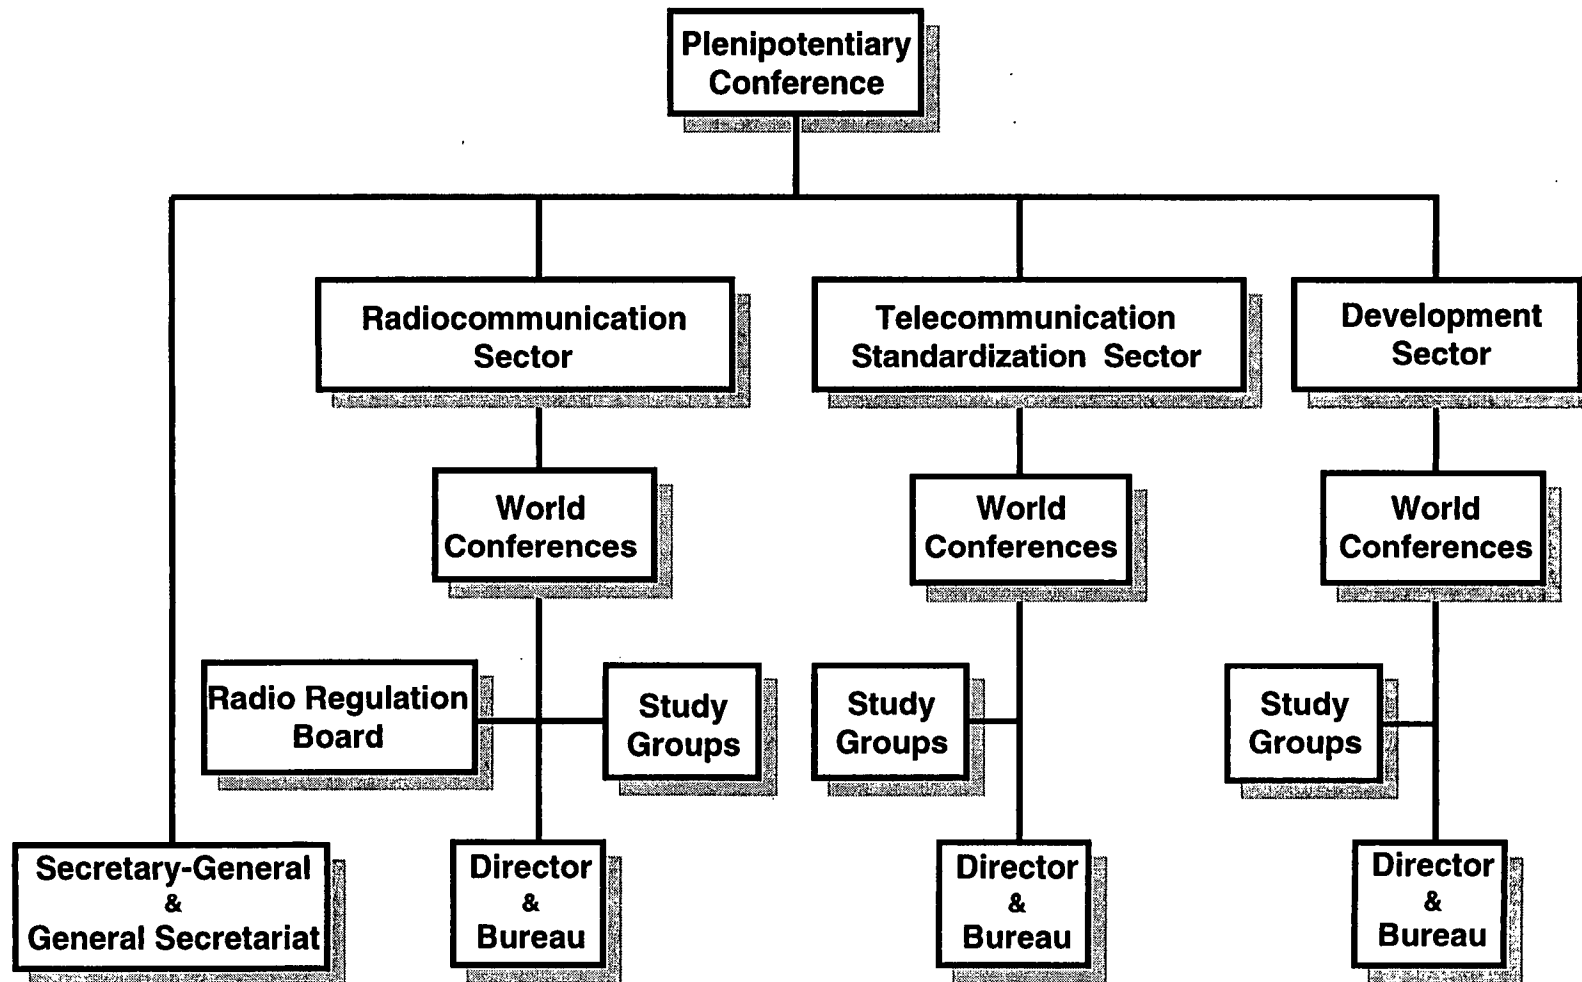 Plenipotentiary
Conference
Radiocommunication
Sector
Telecommunication
Standardization Sector
Development
Sector
World
Conferences
World
Conferences
World
Conferences
Radio Regulation
Board
Study
Groups
Study
Groups
Study
Groups
Secretary-General
&
General Secretariat
Director
&
Bureau
Director
&
Bureau
Director
&
Bureau